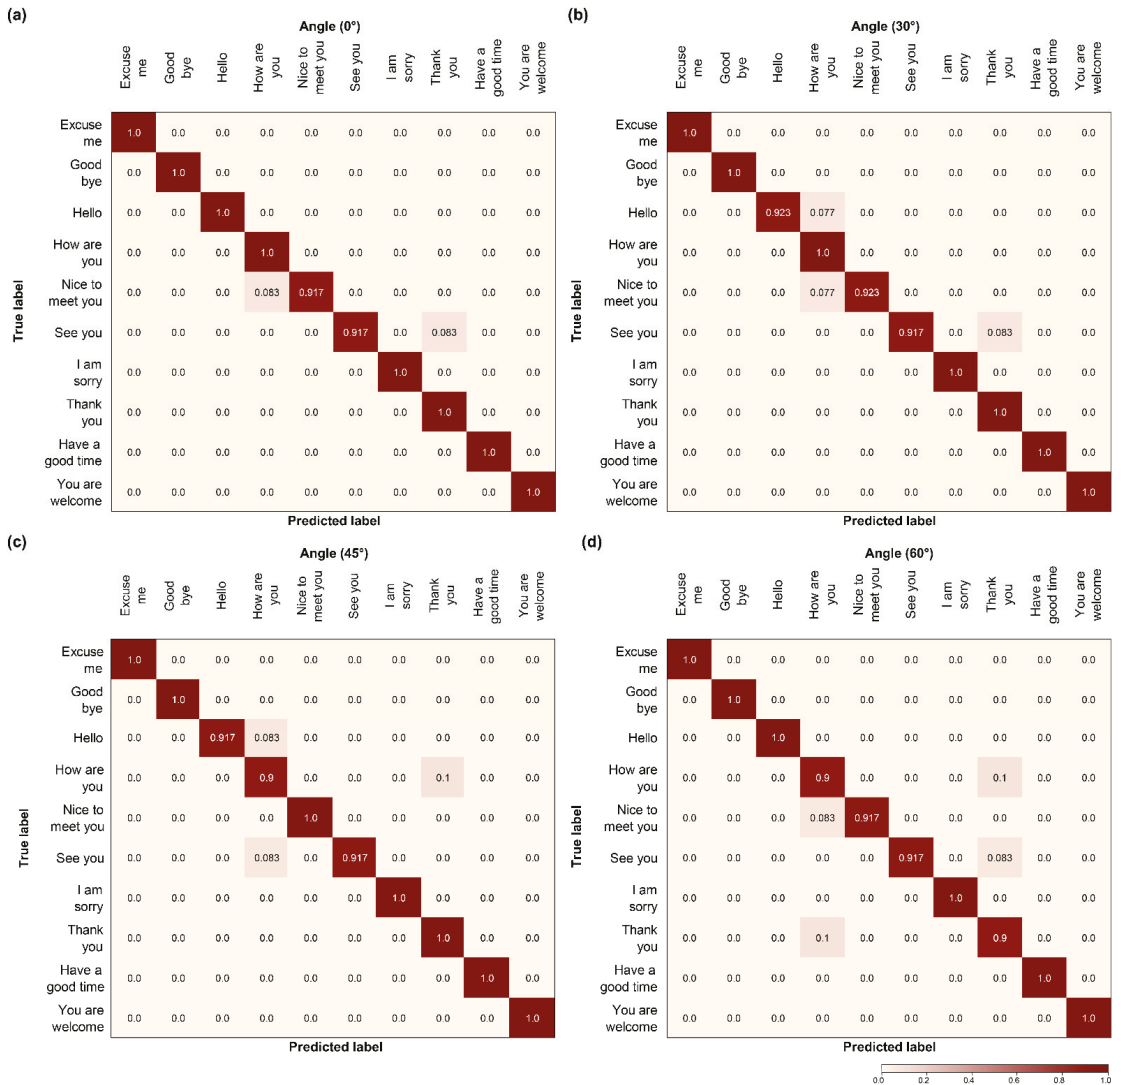 (a)
Angle (0°)
Excuse
me
Good
bye
Hello
How are
you
Nice to
meet you
See you
I am
sorry
Thank
you
Have a
good time
You are
welcome
True label
Excuse
me
1.0 0.0 0.0 0.0 0.0 0.0 0.0 0.0 0.0 0.0
Good
bye
0.0 1.0 0.0 0.0 0.0 0.0 0.0 0.0 0.0 0.0
Hello
0.0 0.0 1.0 0.0 0.0 0.0 0.0 0.0 0.0 0.0
How are
you
0.0 0.0 0.0 1.0 0.0 0.0 0.0 0.0 0.0 0.0
Nice to
meet you
0.0 0.0 0.0 0.083 0.917 0.0 0.0 0.0 0.0 0.0
See you
0.0 0.0 0.0 0.0 0.0 0.917 0.0 0.083 0.0 0.0
I am
sorry
0.0 0.0 0.0 0.0 0.0 0.0 1.0 0.0 0.0 0.0
Thank
you
0.0 0.0 0.0 0.0 0.0 0.0 0.0 1.0 0.0 0.0
Have a
good time
0.0 0.0 0.0 0.0 0.0 0.0 0.0 0.0 1.0 0.0
You are
welcome
0.0 0.0 0.0 0.0 0.0 0.0 0.0 0.0 0.0 1.0
Predicted label
(b)
Angle (30°)
Excuse
me
Good
bye
Hello
How are
you
Nice to
meet you
See you
I am
sorry
Thank
you
Have a
good time
You are
welcome
True label
Excuse
me
1.0 0.0 0.0 0.0 0.0 0.0 0.0 0.0 0.0 0.0
Good
bye
0.0 1.0 0.0 0.0 0.0 0.0 0.0 0.0 0.0 0.0
Hello
0.0 0.0 0.923 0.077 0.0 0.0 0.0 0.0 0.0 0.0
How are
you
0.0 0.0 0.0 1.0 0.0 0.0 0.0 0.0 0.0 0.0
Nice to
meet you
0.0 0.0 0.0 0.077 0.923 0.0 0.0 0.0 0.0 0.0
See you
0.0 0.0 0.0 0.0 0.0 0.917 0.0 0.083 0.0 0.0
I am
sorry
0.0 0.0 0.0 0.0 0.0 0.0 1.0 0.0 0.0 0.0
Thank
you
0.0 0.0 0.0 0.0 0.0 0.0 0.0 1.0 0.0 0.0
Have a
good time
0.0 0.0 0.0 0.0 0.0 0.0 0.0 0.0 1.0 0.0
You are
welcome
0.0 0.0 0.0 0.0 0.0 0.0 0.0 0.0 0.0 1.0
Predicted label
(c)
Angle (45°)
Excuse
me
Good
bye
Hello
How are
you
Nice to
meet you
See you
I am
sorry
Thank
you
Have a
good time
You are
welcome
True label
Excuse
me
1.0 0.0 0.0 0.0 0.0 0.0 0.0 0.0 0.0 0.0
Good
bye
0.0 1.0 0.0 0.0 0.0 0.0 0.0 0.0 0.0 0.0
Hello
0.0 0.0 0.917 0.083 0.0 0.0 0.0 0.0 0.0 0.0
How are
you
0.0 0.0 0.0 0.9 0.0 0.0 0.0 0.1 0.0 0.0
Nice to
meet you
0.0 0.0 0.0 0.0 1.0 0.0 0.0 0.0 0.0 0.0
See you
0.0 0.0 0.0 0.083 0.0 0.917 0.0 0.0 0.0 0.0
I am
sorry
0.0 0.0 0.0 0.0 0.0 0.0 1.0 0.0 0.0 0.0
Thank
you
0.0 0.0 0.0 0.0 0.0 0.0 0.0 1.0 0.0 0.0
Have a
good time
0.0 0.0 0.0 0.0 0.0 0.0 0.0 0.0 1.0 0.0
You are
welcome
0.0 0.0 0.0 0.0 0.0 0.0 0.0 0.0 0.0 1.0
Predicted label
(d)
Angle (60°)
Excuse
me
Good
bye
Hello
How are
you
Nice to
meet you
See you
I am
sorry
Thank
you
Have a
good time
You are
welcome
True label
Excuse
me
1.0 0.0 0.0 0.0 0.0 0.0 0.0 0.0 0.0 0.0
Good
bye
0.0 1.0 0.0 0.0 0.0 0.0 0.0 0.0 0.0 0.0
Hello
0.0 0.0 1.0 0.0 0.0 0.0 0.0 0.0 0.0 0.0
How are
you
0.0 0.0 0.0 0.9 0.0 0.0 0.0 0.1 0.0 0.0
Nice to
meet you
0.0 0.0 0.0 0.083 0.917 0.0 0.0 0.0 0.0 0.0
See you
0.0 0.0 0.0 0.0 0.0 0.917 0.0 0.083 0.0 0.0
I am
sorry
0.0 0.0 0.0 0.0 0.0 0.0 1.0 0.0 0.0 0.0
Thank
you
0.0 0.0 0.0 0.1 0.0 0.0 0.0 0.9 0.0 0.0
Have a
good time
0.0 0.0 0.0 0.0 0.0 0.0 0.0 0.0 1.0 0.0
You are
welcome
0.0 0.0 0.0 0.0 0.0 0.0 0.0 0.0 0.0 1.0
Predicted label
0.0 0.2 0.4 0.6 0.8 1.0